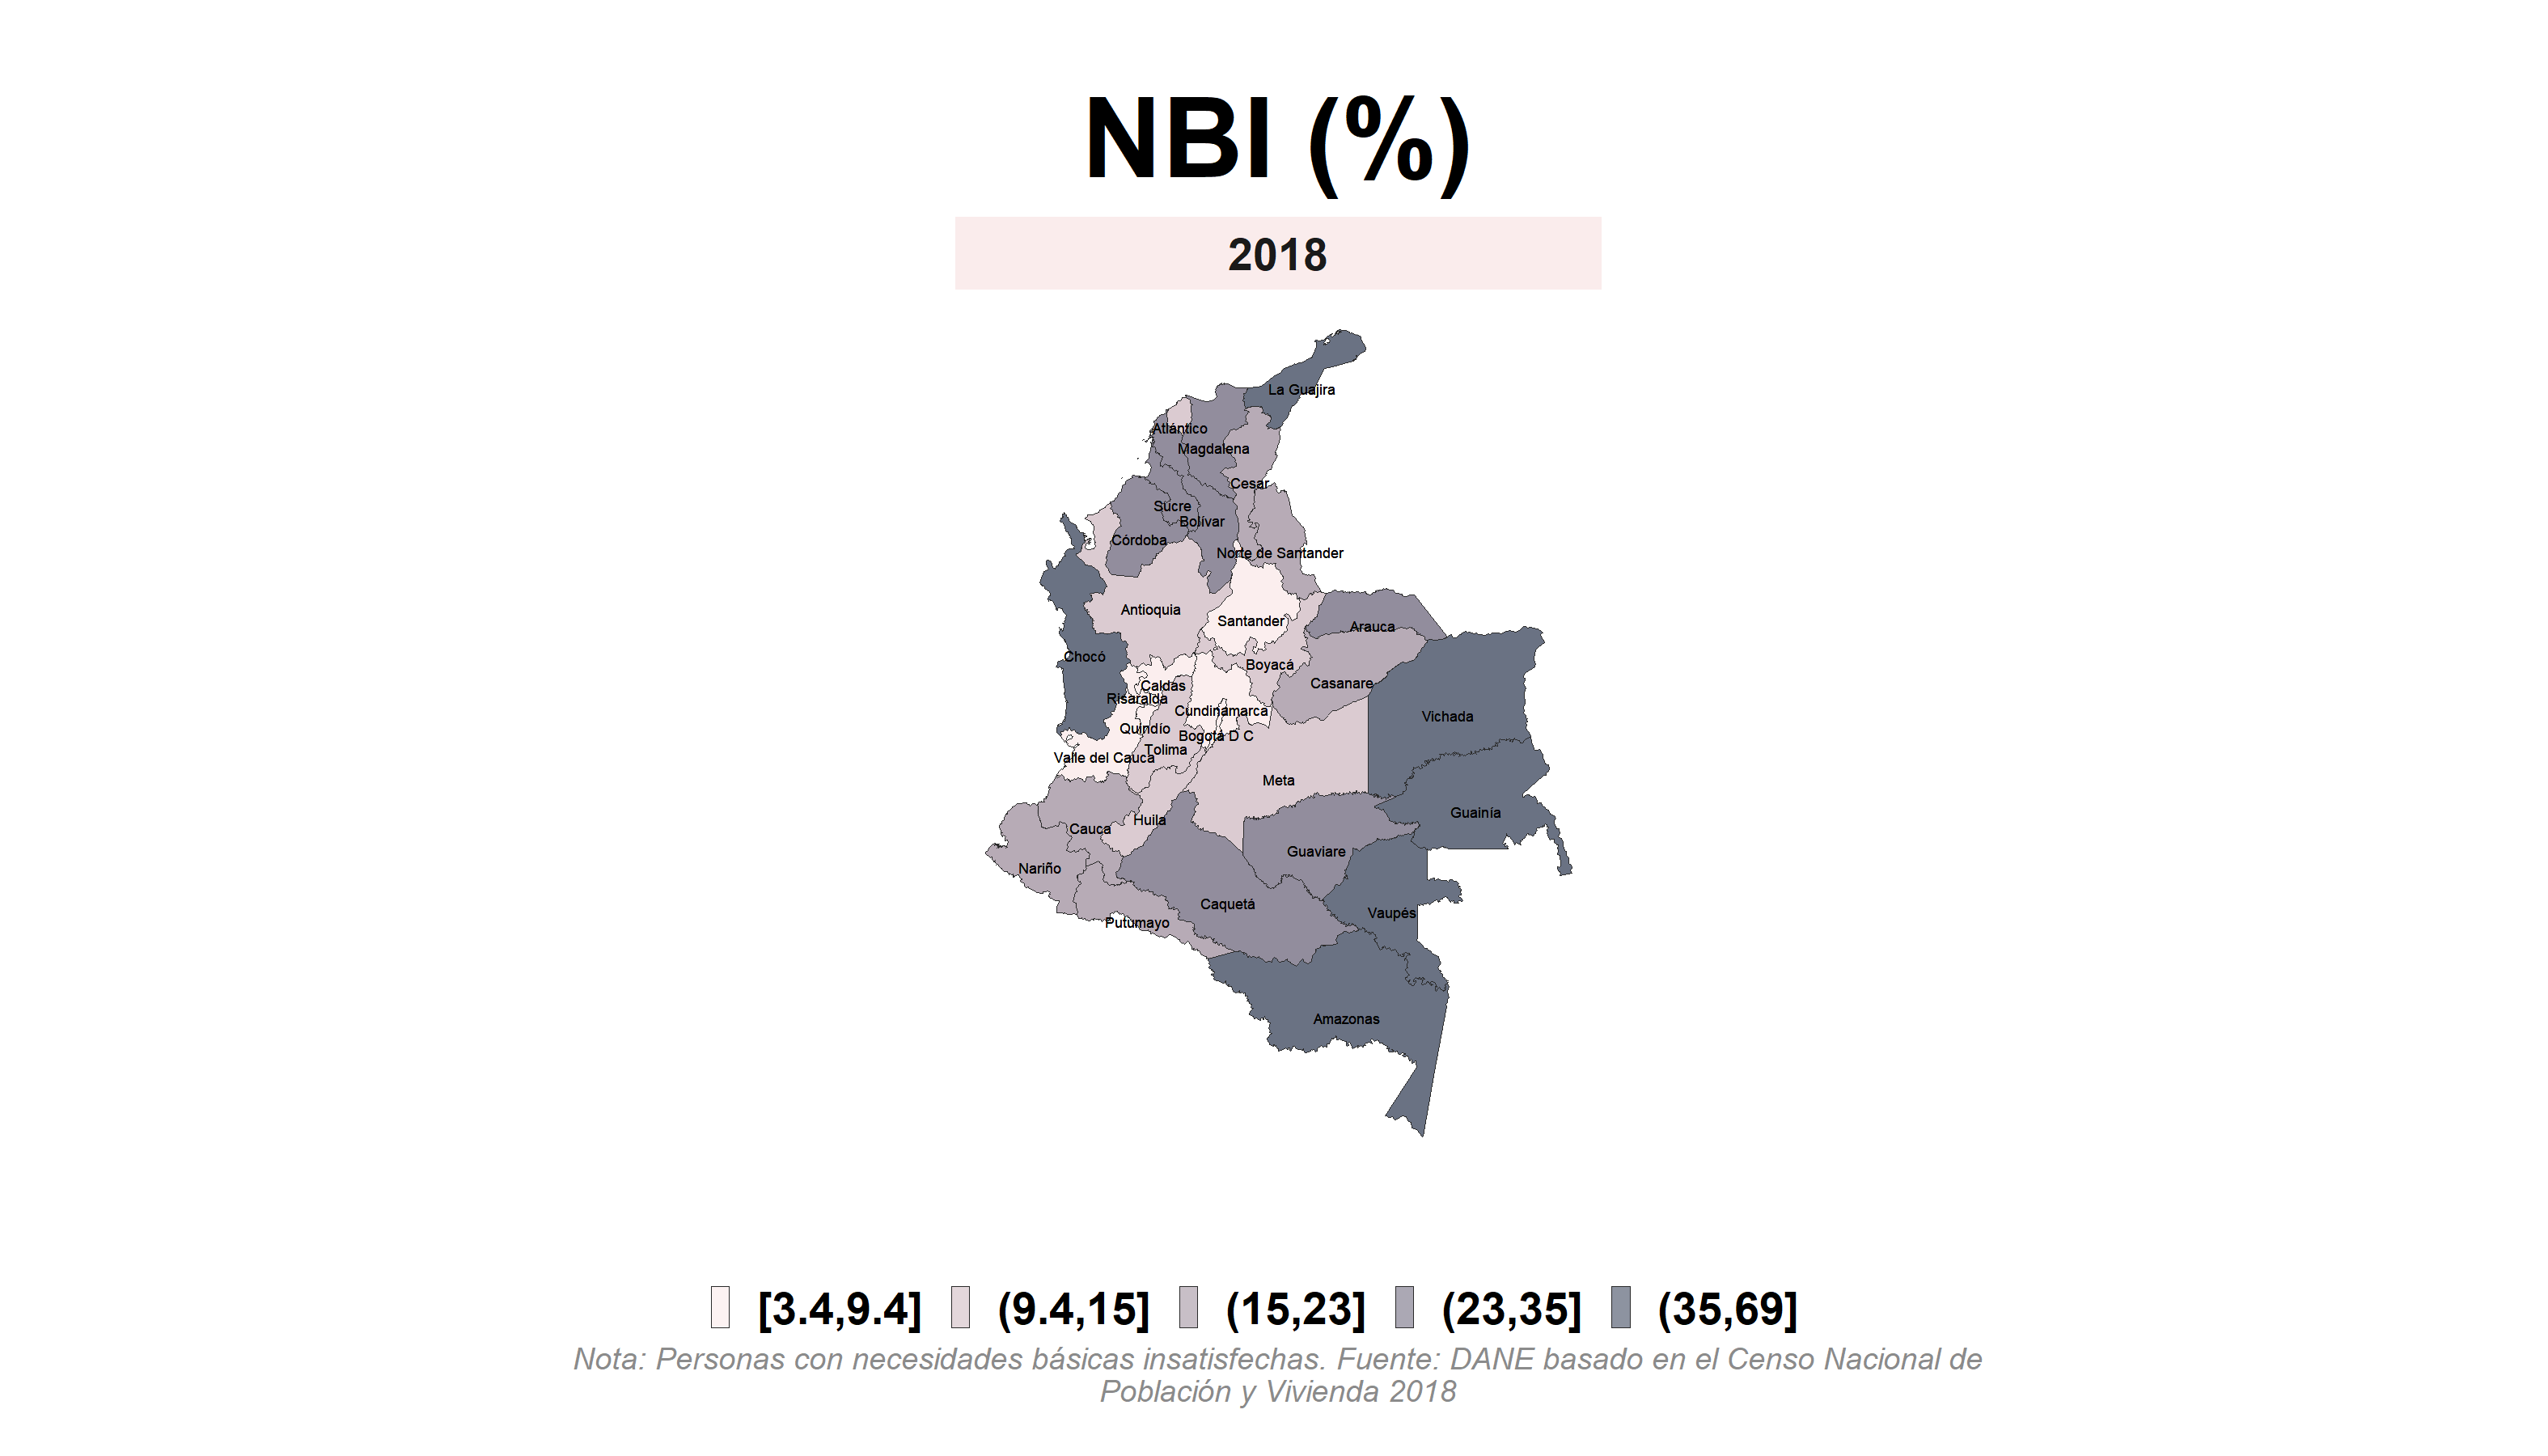 NBI (%)
2018
La Guajira
Atlántico
Magdalena
Cesar
Sucre
Bolívar
Córdoba
Norte de Santander
Antioquia
Santander
Arauca
Chocó
Boyacá
Casanare
Caldas
Risaralda
Cundinamarca
Vichada
Quindío
Bogotá D C
Tolima
Valle del Cauca
Meta
Guainía
Huila
Cauca
Guaviare
Nariño
Caquetá
Vaupés
Putumayo
Amazonas
[3.4,9.4] (9.4,15] (15,23] (23,35] (35,69]
Nota: Personas con necesidades básicas insatisfechas. Fuente: DANE basado en el Censo Nacional de
Población y Vivienda 2018